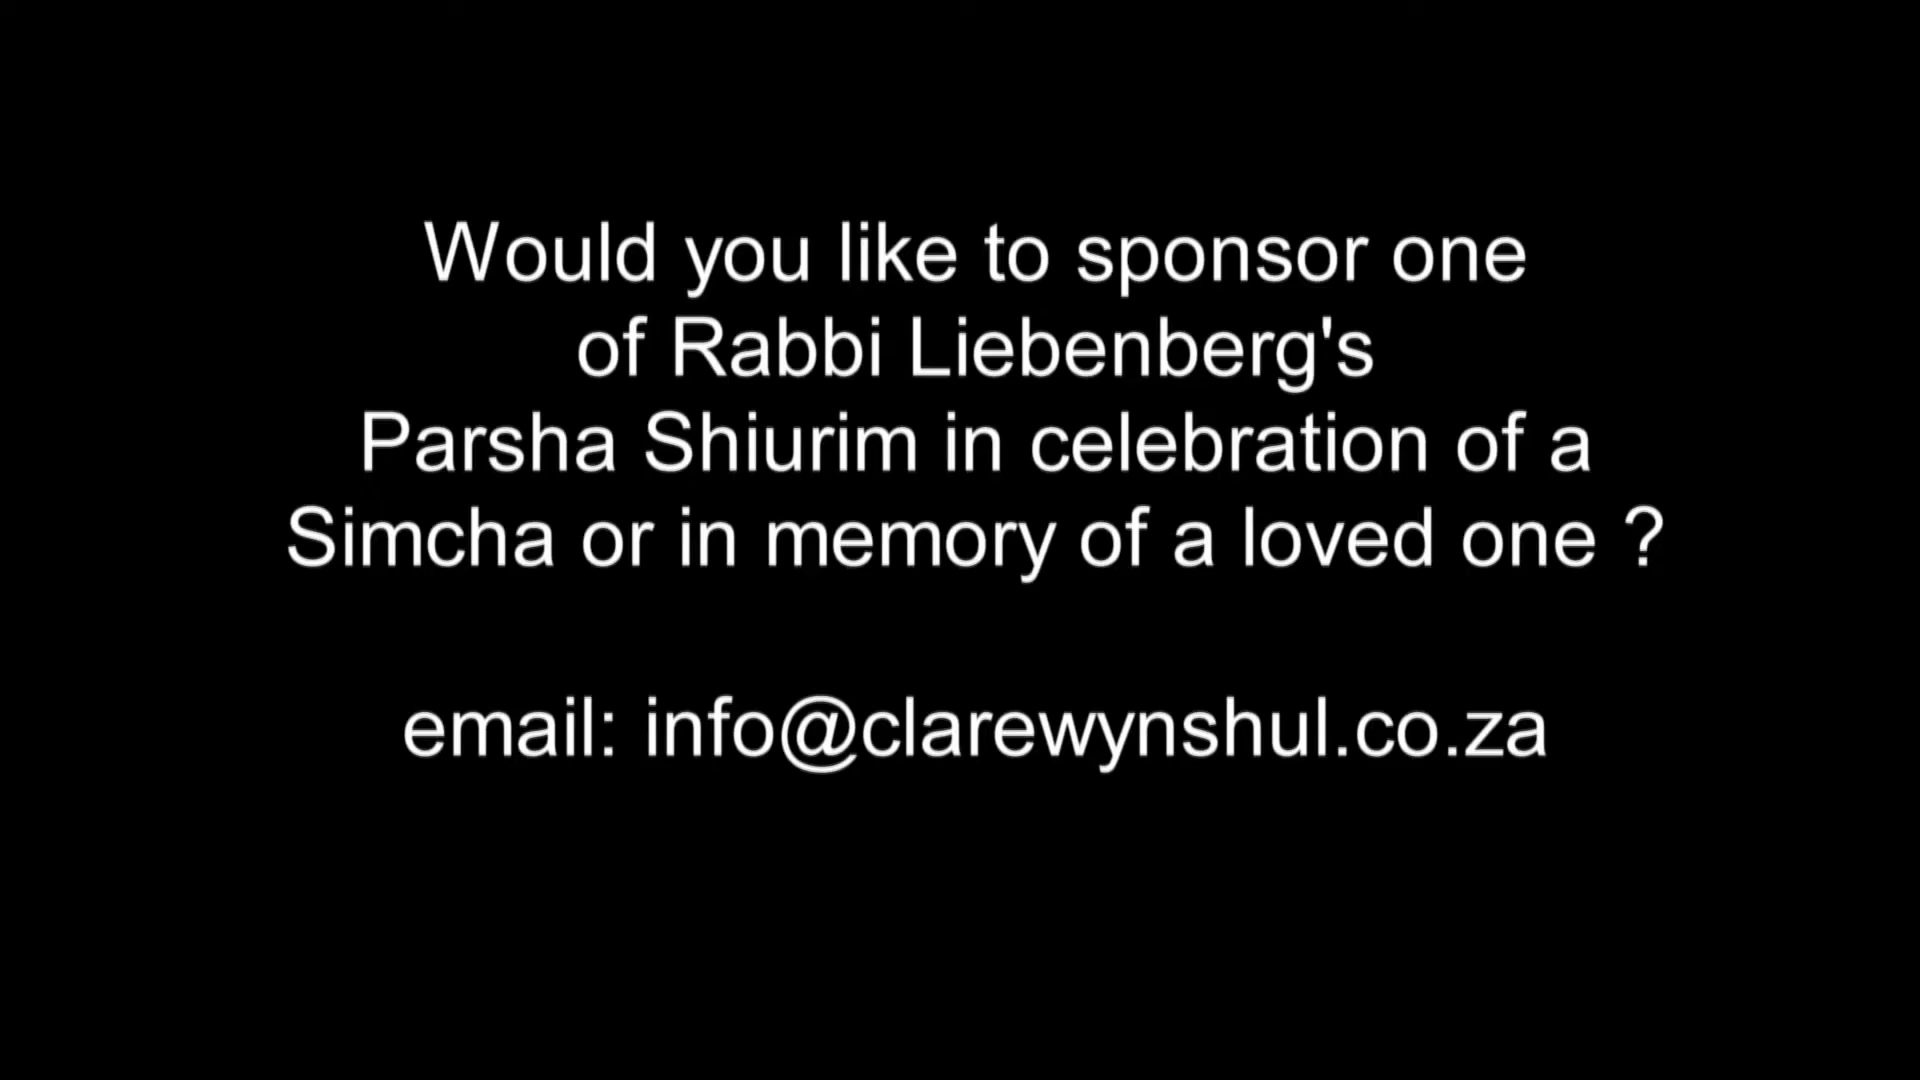 Would you like to sponsor one
of Rabbi Liebenberg's
Parsha Shiurim in celebration of a
Simcha or in memory of a loved one ?
email: info@clarewynshul.co.za